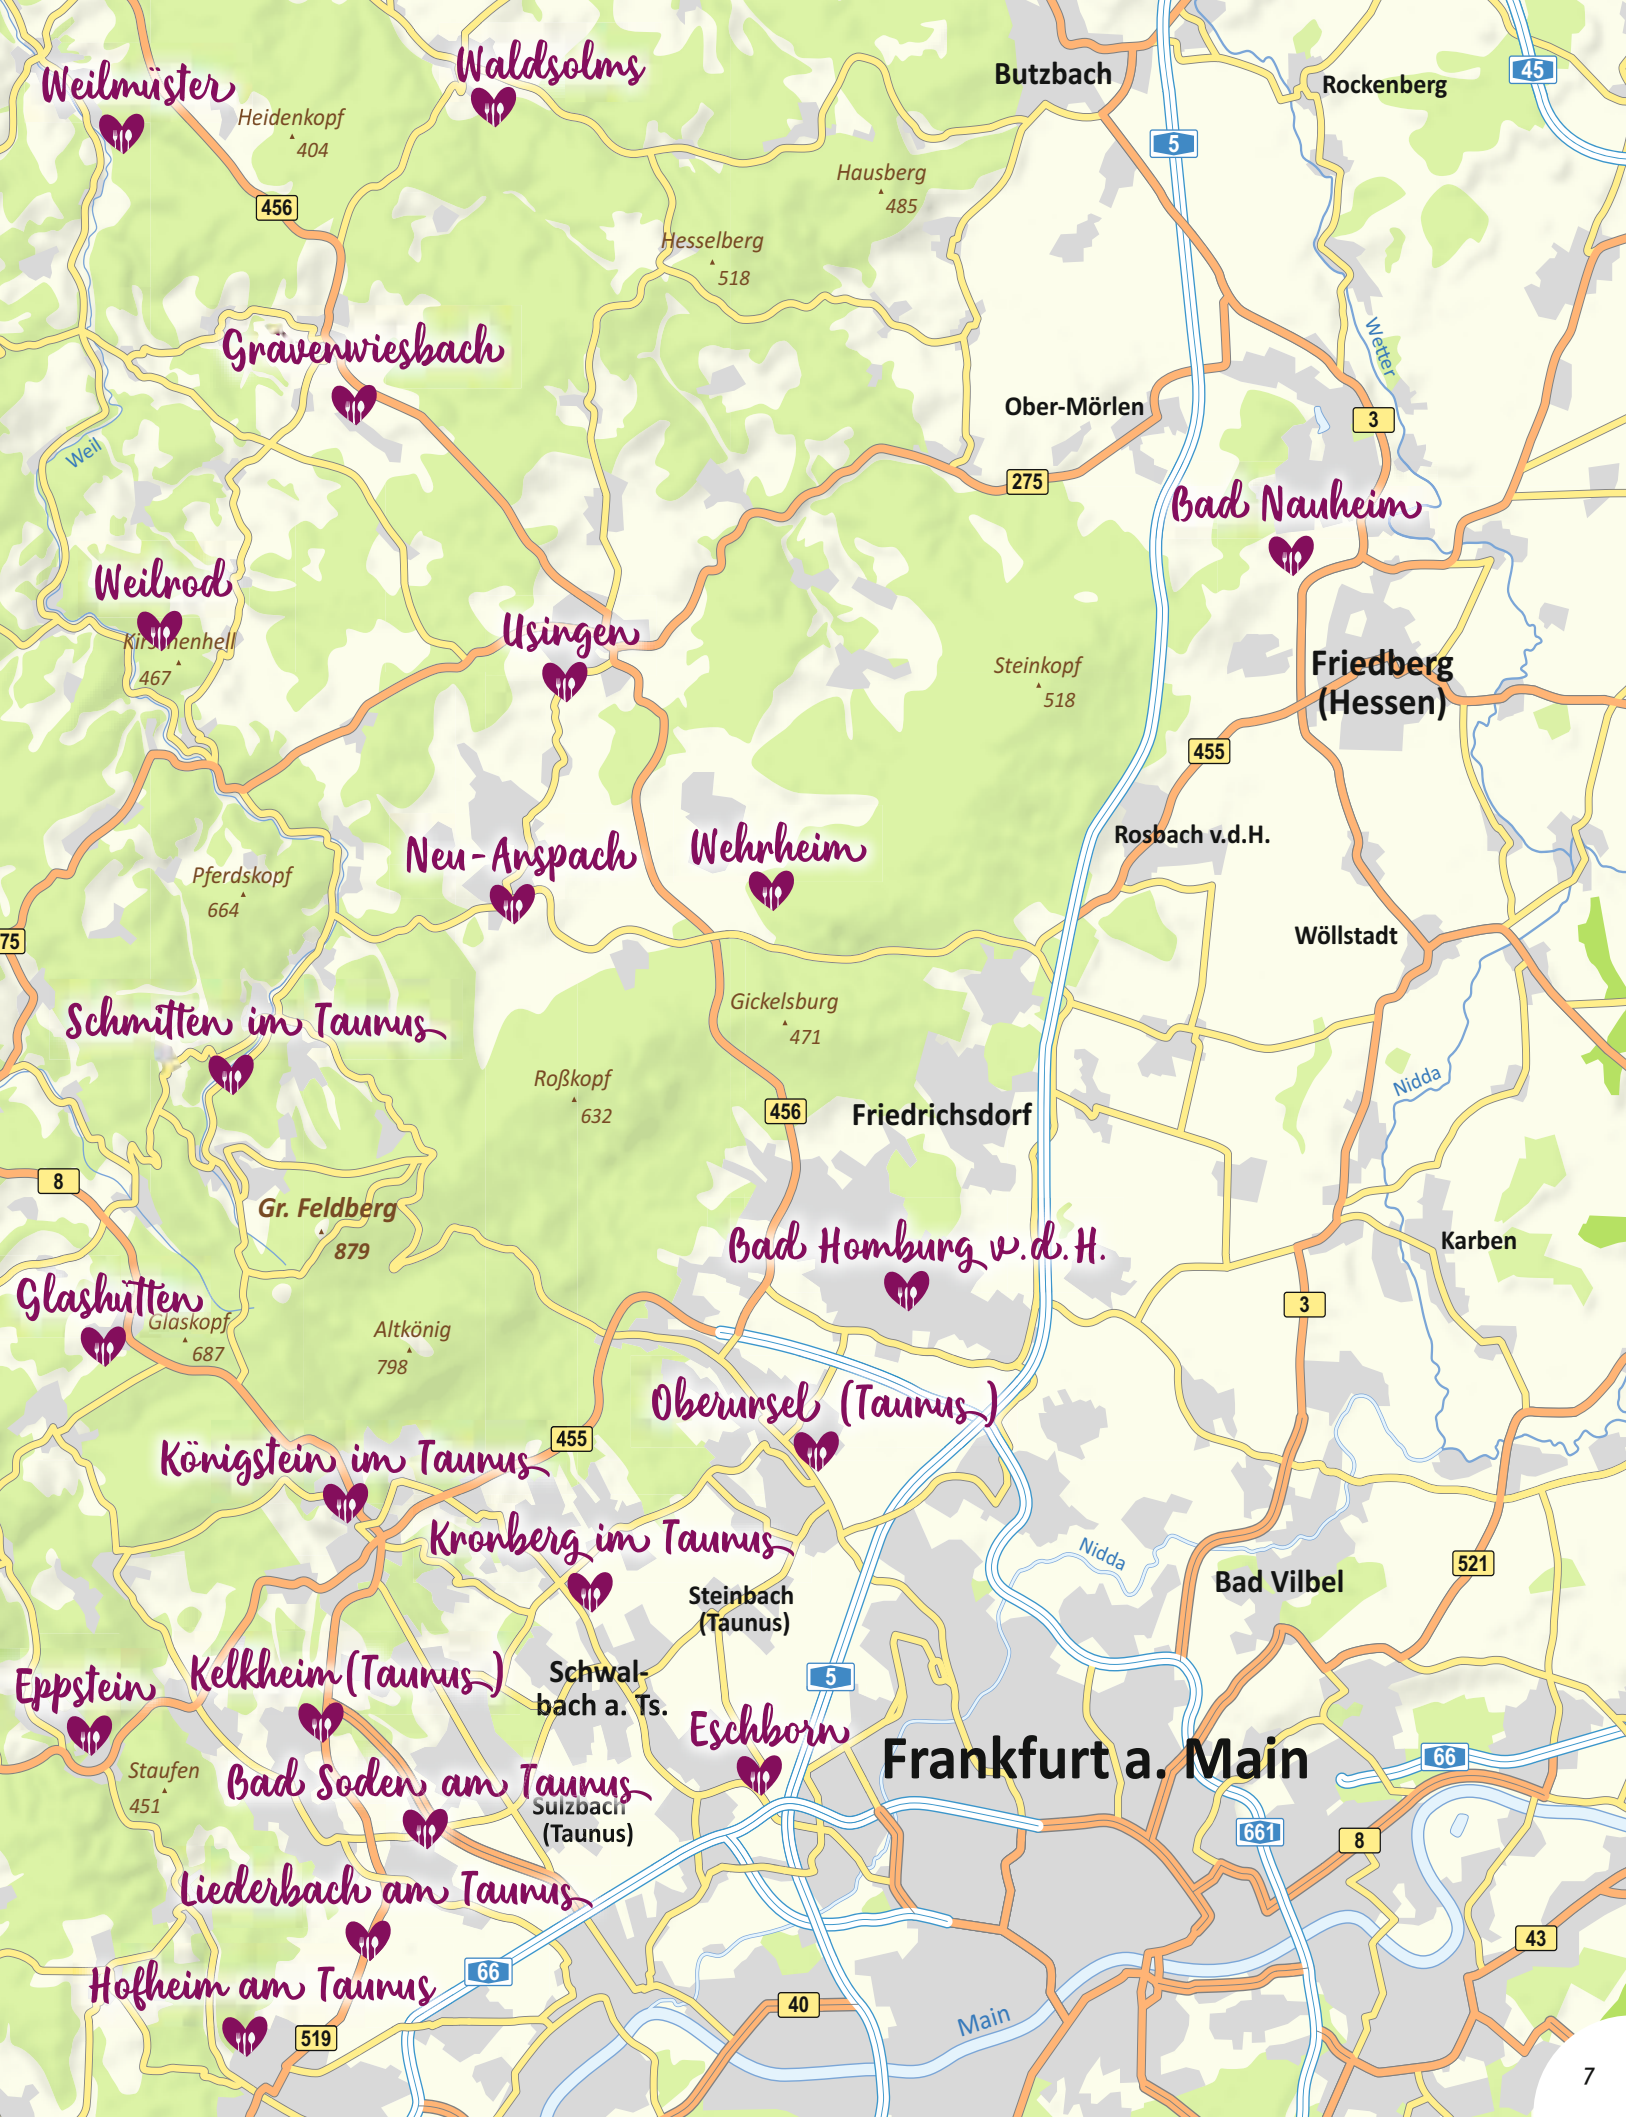 Waldsolms
Butzbach
45
Rockenberg
Weilmüster
Heidenkopf
404
5
Hausberg
485
456
Hesselberg
518
Wetter
Grävenwiesbach
Ober-Mörlen
3
Weil
275
Bad Nauheim
Weilrod
467
Usingen
Steinkopf
518
Friedberg
(Hessen)
455
Rosbach v.d.H.
Neu-Anspach
Wehrheim
Pferdskopf
664
75
Wöllstadt
Schmitten im Taunus
Gickelsburg
471
Roßkopf
632
Nidda
456
Friedrichsdorf
8
Gr. Feldberg
879
Bad Homburg v.d.H.
Karben
Glashütten
Glaskopf
687
3
Altkönig
798
Oberursel (Taunus)
455
Königstein im Taunus
Kronberg im Taunus
Nidda
521
Bad Vilbel
Steinbach
(Taunus)
Eppstein
Kelkheim (Taunus)
Schwal-
bach a. Ts.
5
Eschborn
Frankfurt a. Main
66
Staufen
451
Bad Soden am Taunus
Sulzbach
(Taunus)
661
8
Liederbach am Taunus
43
66
Hofheim am Taunus
40
Main
519
7